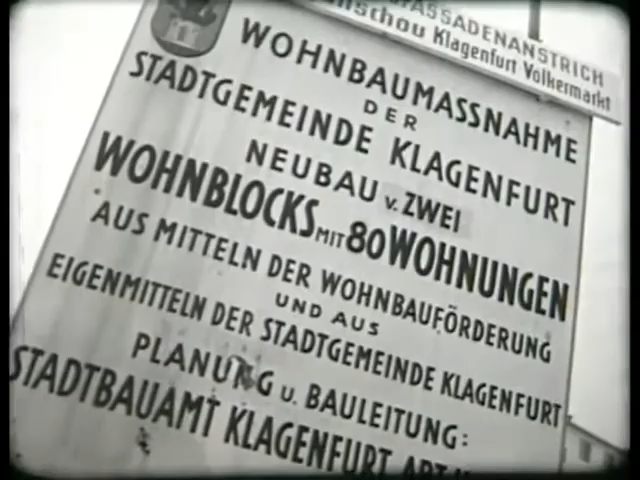 FASSADENANSTRICH
Klagenfurt Völkermarkt
WOHNBAUMASSNAHME
DER
STADTGEMEINDE KLAGENFURT
NEUBAU v. ZWEI
WOHNBLOCKS MIT 80 WOHNUNGEN
AUS MITTELN DER WOHNBAUFÖRDERUNG
UND AUS
EIGENMITTELN DER STADTGEMEINDE KLAGENFURT
PLANUNG u. BAULEITUNG:
STADTBAUAMT KLAGENFURT